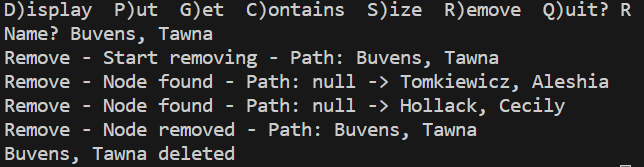 D)isplay  P)ut  G)et  C)ontains  S)ize  R)emove  Q)uit? R
Name? Buvens, Tawna
Remove - Start removing - Path: Buvens, Tawna
Remove - Node found - Path: null -> Tomkiewicz, Aleshia
Remove - Node found - Path: null -> Hollack, Cecily
Remove - Node removed - Path: Buvens, Tawna
Buvens, Tawna deleted